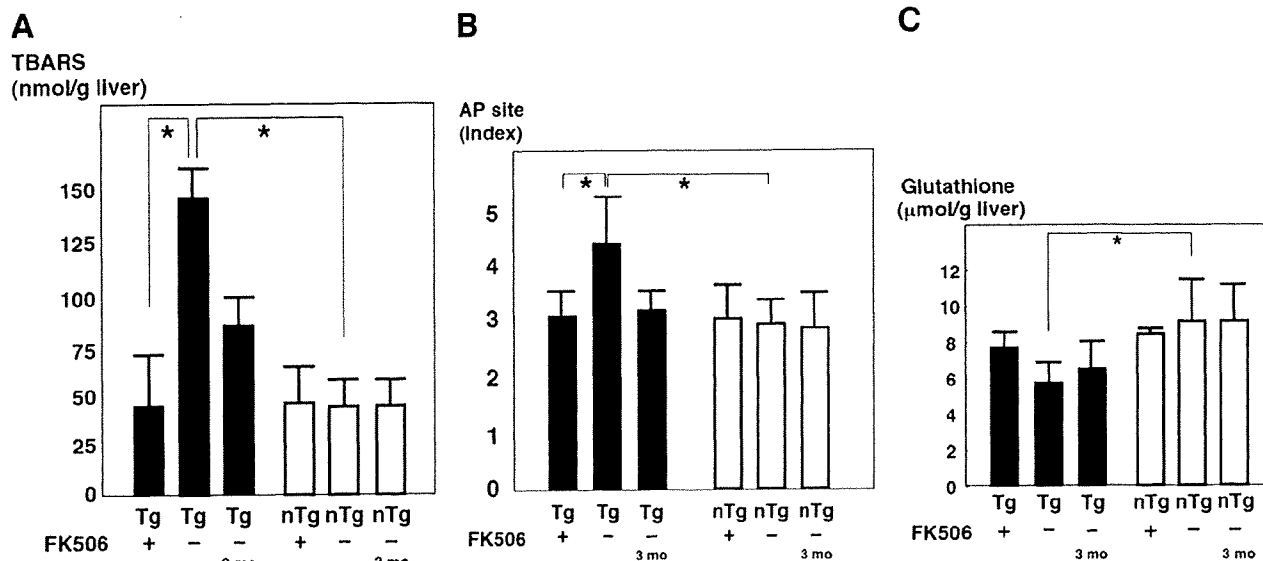 A
TBARS
(nmol/g liver)
*
*
150
125
100
75
50
25
0
Tg Tg Tg nTg nTg nTg
FK506 + − − + − −
3 mo
B
AP site
(Index)
*
*
5
4
3
2
1
0
Tg Tg Tg nTg nTg nTg
FK506 + − − + − −
3 mo 3 mo
C
Glutathione
(μmol/g liver)
*
12
10
8
6
4
2
0
Tg Tg Tg nTg nTg nTg
FK506 + − − + − −
3 mo 3 mo